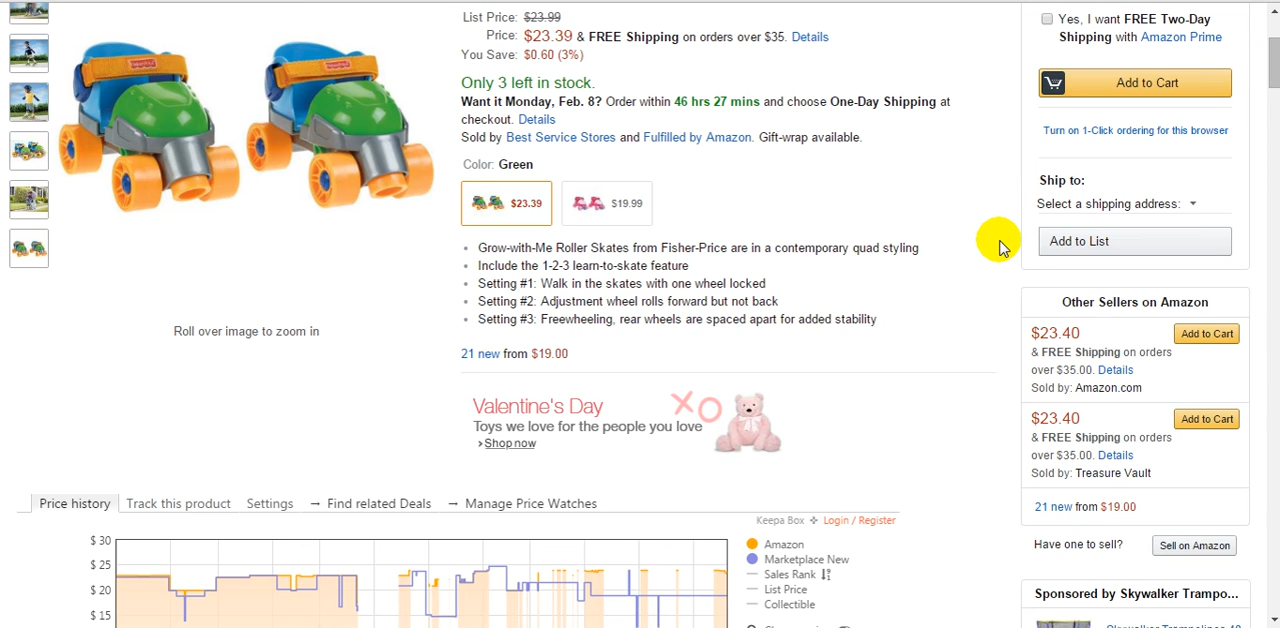 List Price: $23.99
Price: $23.39 & FREE Shipping on orders over $35. Details
You Save: $0.60 (3%)
Only 3 left in stock.
Want it Monday, Feb. 8? Order within 46 hrs 27 mins and choose One-Day Shipping at
checkout. Details
Sold by Best Service Stores and Fulfilled by Amazon. Gift-wrap available.
Color: Green
$23.39
$19.99
Grow-with-Me Roller Skates from Fisher-Price are in a contemporary quad styling
Include the 1-2-3 learn-to-skate feature
Setting #1: Walk in the skates with one wheel locked
Setting #2: Adjustment wheel rolls forward but not back
Setting #3: Freewheeling, rear wheels are spaced apart for added stability
Roll over image to zoom in
21 new from $19.00
Valentine's Day
XO
Toys we love for the people you love
›Shop now
Yes, I want FREE Two-Day
Shipping with Amazon Prime
Add to Cart
Turn on 1-Click ordering for this browser
Ship to:
Select a shipping address:
Add to List
Other Sellers on Amazon
$23.40
Add to Cart
& FREE Shipping on orders
over $35.00. Details
Sold by: Amazon.com
$23.40
Add to Cart
& FREE Shipping on orders
over $35.00. Details
Sold by: Treasure Vault
21 new from $19.00
Have one to sell?
Sell on Amazon
Sponsored by Skywalker Trampo...
Price history Track this product Settings → Find related Deals → Manage Price Watches
Keepa Box Login / Register
$ 30
$ 25
$ 20
$ 15
Amazon
Marketplace New
Sales Rank
List Price
Collectible